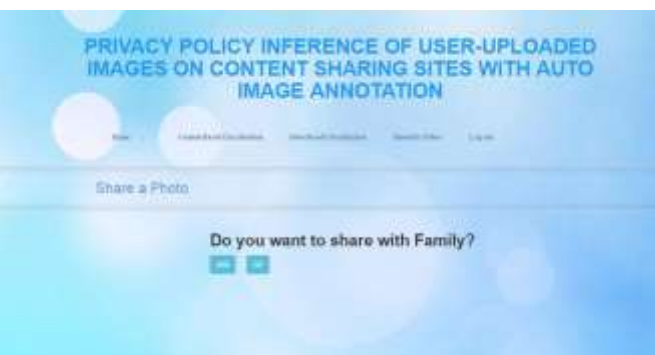 PRIVACY POLICY INFERENCE OF USER-UPLOADED
IMAGES ON CONTENT SHARING SITES WITH AUTO
IMAGE ANNOTATION
Share a Photo
Do you want to share with Family?